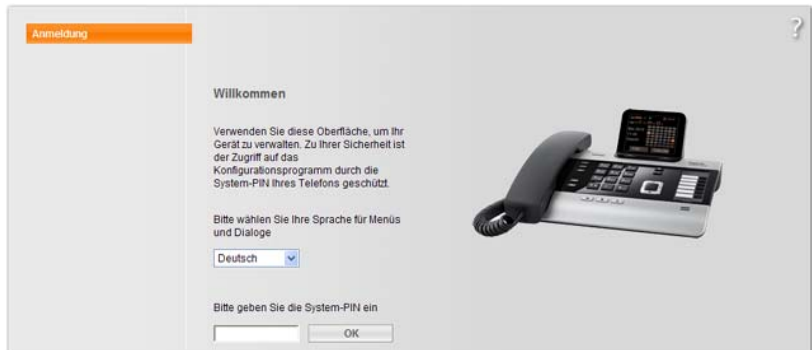 Anmeldung
?
Willkommen
Verwenden Sie diese Oberfläche, um Ihr
Gerät zu verwalten. Zu Ihrer Sicherheit ist
der Zugriff auf das
Konfigurationsprogramm durch die
System-PIN Ihres Telefons geschützt.
Bitte wählen Sie Ihre Sprache für Menüs
und Dialoge
Deutsch
Bitte geben Sie die System-PIN ein
OK